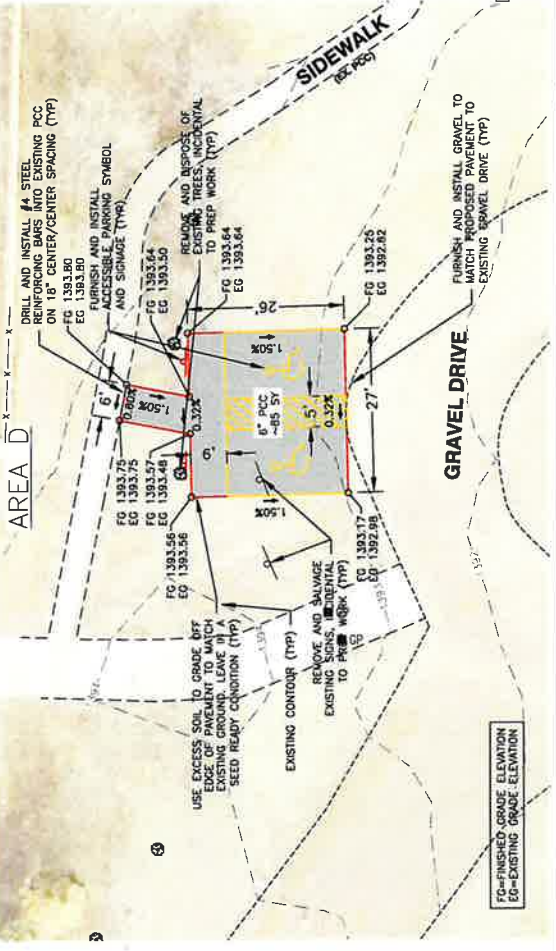 AREA D
X
X
X
DRILL AND INSTALL #4 STEEL
REINFORCING BARS INTO EXISTING PCC
ON 18" CENTER/CENTER SPACING (TYP)
FG 1393.80
EG 1393.80
FURNISH AND INSTALL
ACCESSIBLE PARKING SYMBOL
AND SIGNAGE (TYP)
FG 1393.64
EG 1393.50
REMOVE AND DISPOSE OF
EXISTING TREES, INCIDENTAL
TO PREP WORK (TYP)
FG 1393.64
EG 1393.64
SIDEWALK
(EX. PCC)
6'
0.80%
1.50%
FG 1393.75
EG 1393.75
FG 1393.57
EG 1393.48
FG 1393.56
EG 1393.56
0.32%
9'
26'
1.50%
1.50%
6" PCC
~85 SY
5'
0.32%
27'
FG 1393.25
EG 1392.82
FG 1393.17
EG 1392.98
USE EXCESS SOIL TO GRADE OFF
EDGE OF PAVEMENT TO MATCH
EXISTING GROUND. LEAVE IN A
SEED READY CONDITION (TYP)
EXISTING CONTOUR (TYP)
REMOVE AND SALVAGE
EXISTING SIGNS, INCIDENTAL
TO PREP WORK (TYP)
FURNISH AND INSTALL GRAVEL TO
MATCH PROPOSED PAVEMENT TO
EXISTING GRAVEL DRIVE (TYP)
GRAVEL DRIVE
1393
1392
FG=FINISHED GRADE ELEVATION
EG=EXISTING GRADE ELEVATION